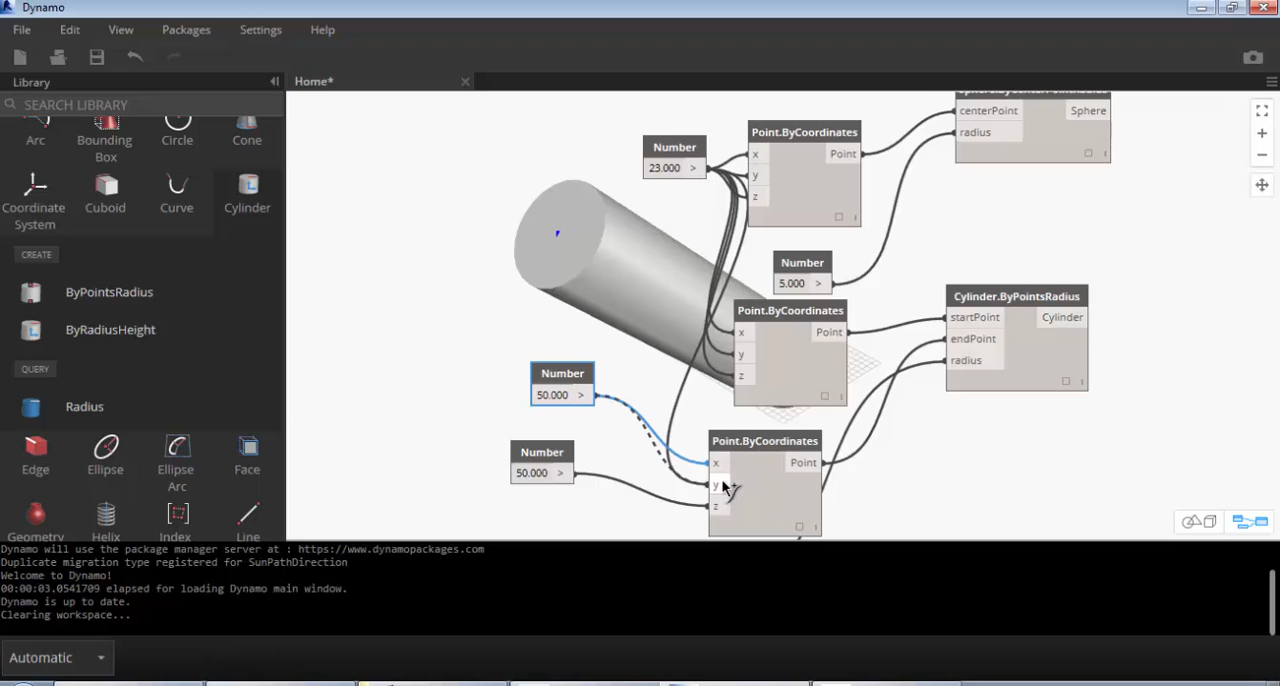 Dynamo
File Edit View Packages Settings Help
Library
Home*
SEARCH LIBRARY
Arc
Bounding Box
Circle
Cone
Coordinate System
Cuboid
Curve
Cylinder
CREATE
ByPointsRadius
ByRadiusHeight
QUERY
Radius
Edge
Ellipse
Ellipse Arc
Face
Geometry
Helix
Index
Line
Sphere.ByCenterPointRadius
centerPoint Sphere
radius
Number
23.000 >
Point.ByCoordinates
x Point
y
z
Number
5.000 >
Point.ByCoordinates
x Point
y
z
Cylinder.ByPointsRadius
startPoint Cylinder
endPoint
radius
Number
50.000 >
Number
50.000 >
Point.ByCoordinates
x Point
y
z
Dynamo will use the package manager server at : https://www.dynamopackages.com
Duplicate migration type registered for SunPathDirection
Welcome to Dynamo!
00:00:03.0541709 elapsed for loading Dynamo main window.
Dynamo is up to date.
Clearing workspace...
Automatic